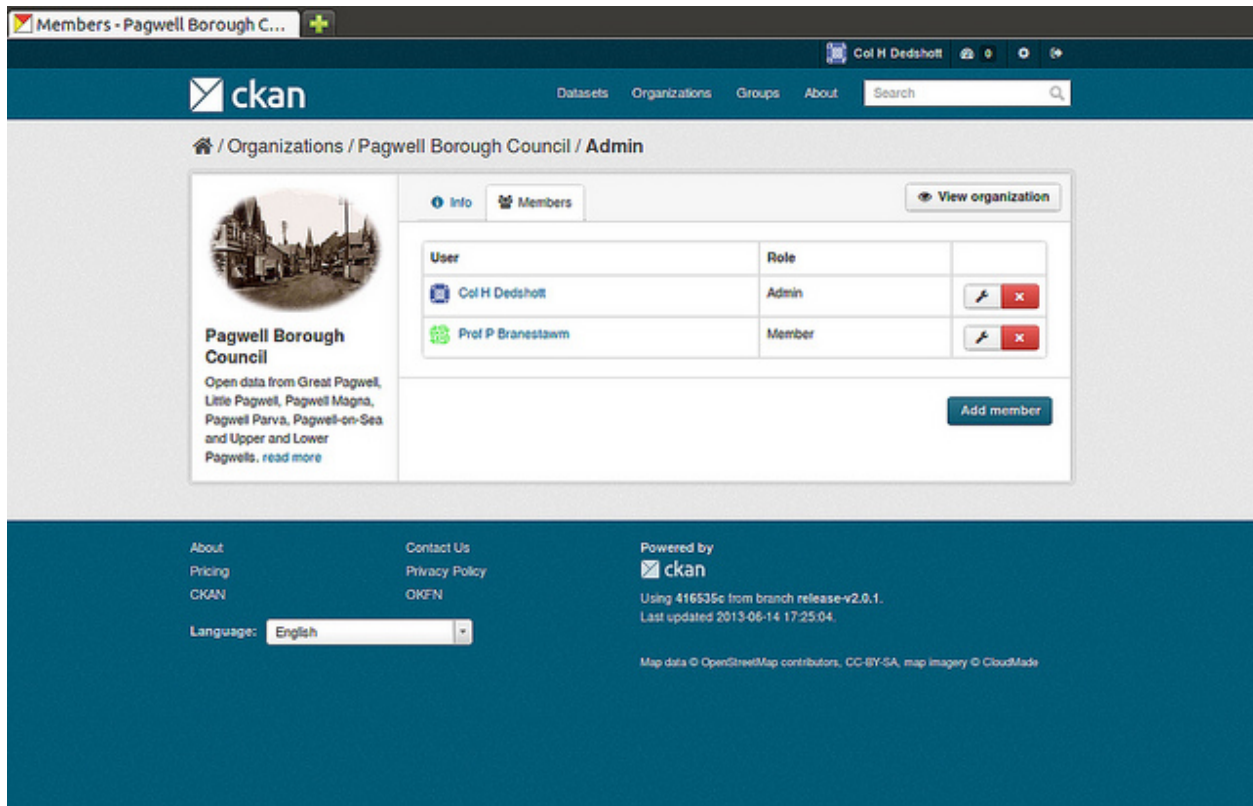 Members - Pagwell Borough C...
Col H Dedshott 0
ckan
Datasets Organizations Groups About Search
/ Organizations / Pagwell Borough Council / Admin
Info Members View organization
User Role
Col H Dedshott Admin
Prof P Branestawm Member
Add member
Pagwell Borough
Council
Open data from Great Pagwell,
Little Pagwell, Pagwell Magna,
Pagwell Parva, Pagwell-on-Sea
and Upper and Lower
Pagwells. read more
About
Pricing
CKAN
Contact Us
Privacy Policy
OKFN
Language: English
Powered by
ckan
Using 416535c from branch release-v2.0.1.
Last updated 2013-06-14 17:25:04.
Map data © OpenStreetMap contributors, CC-BY-SA, map imagery © CloudMade